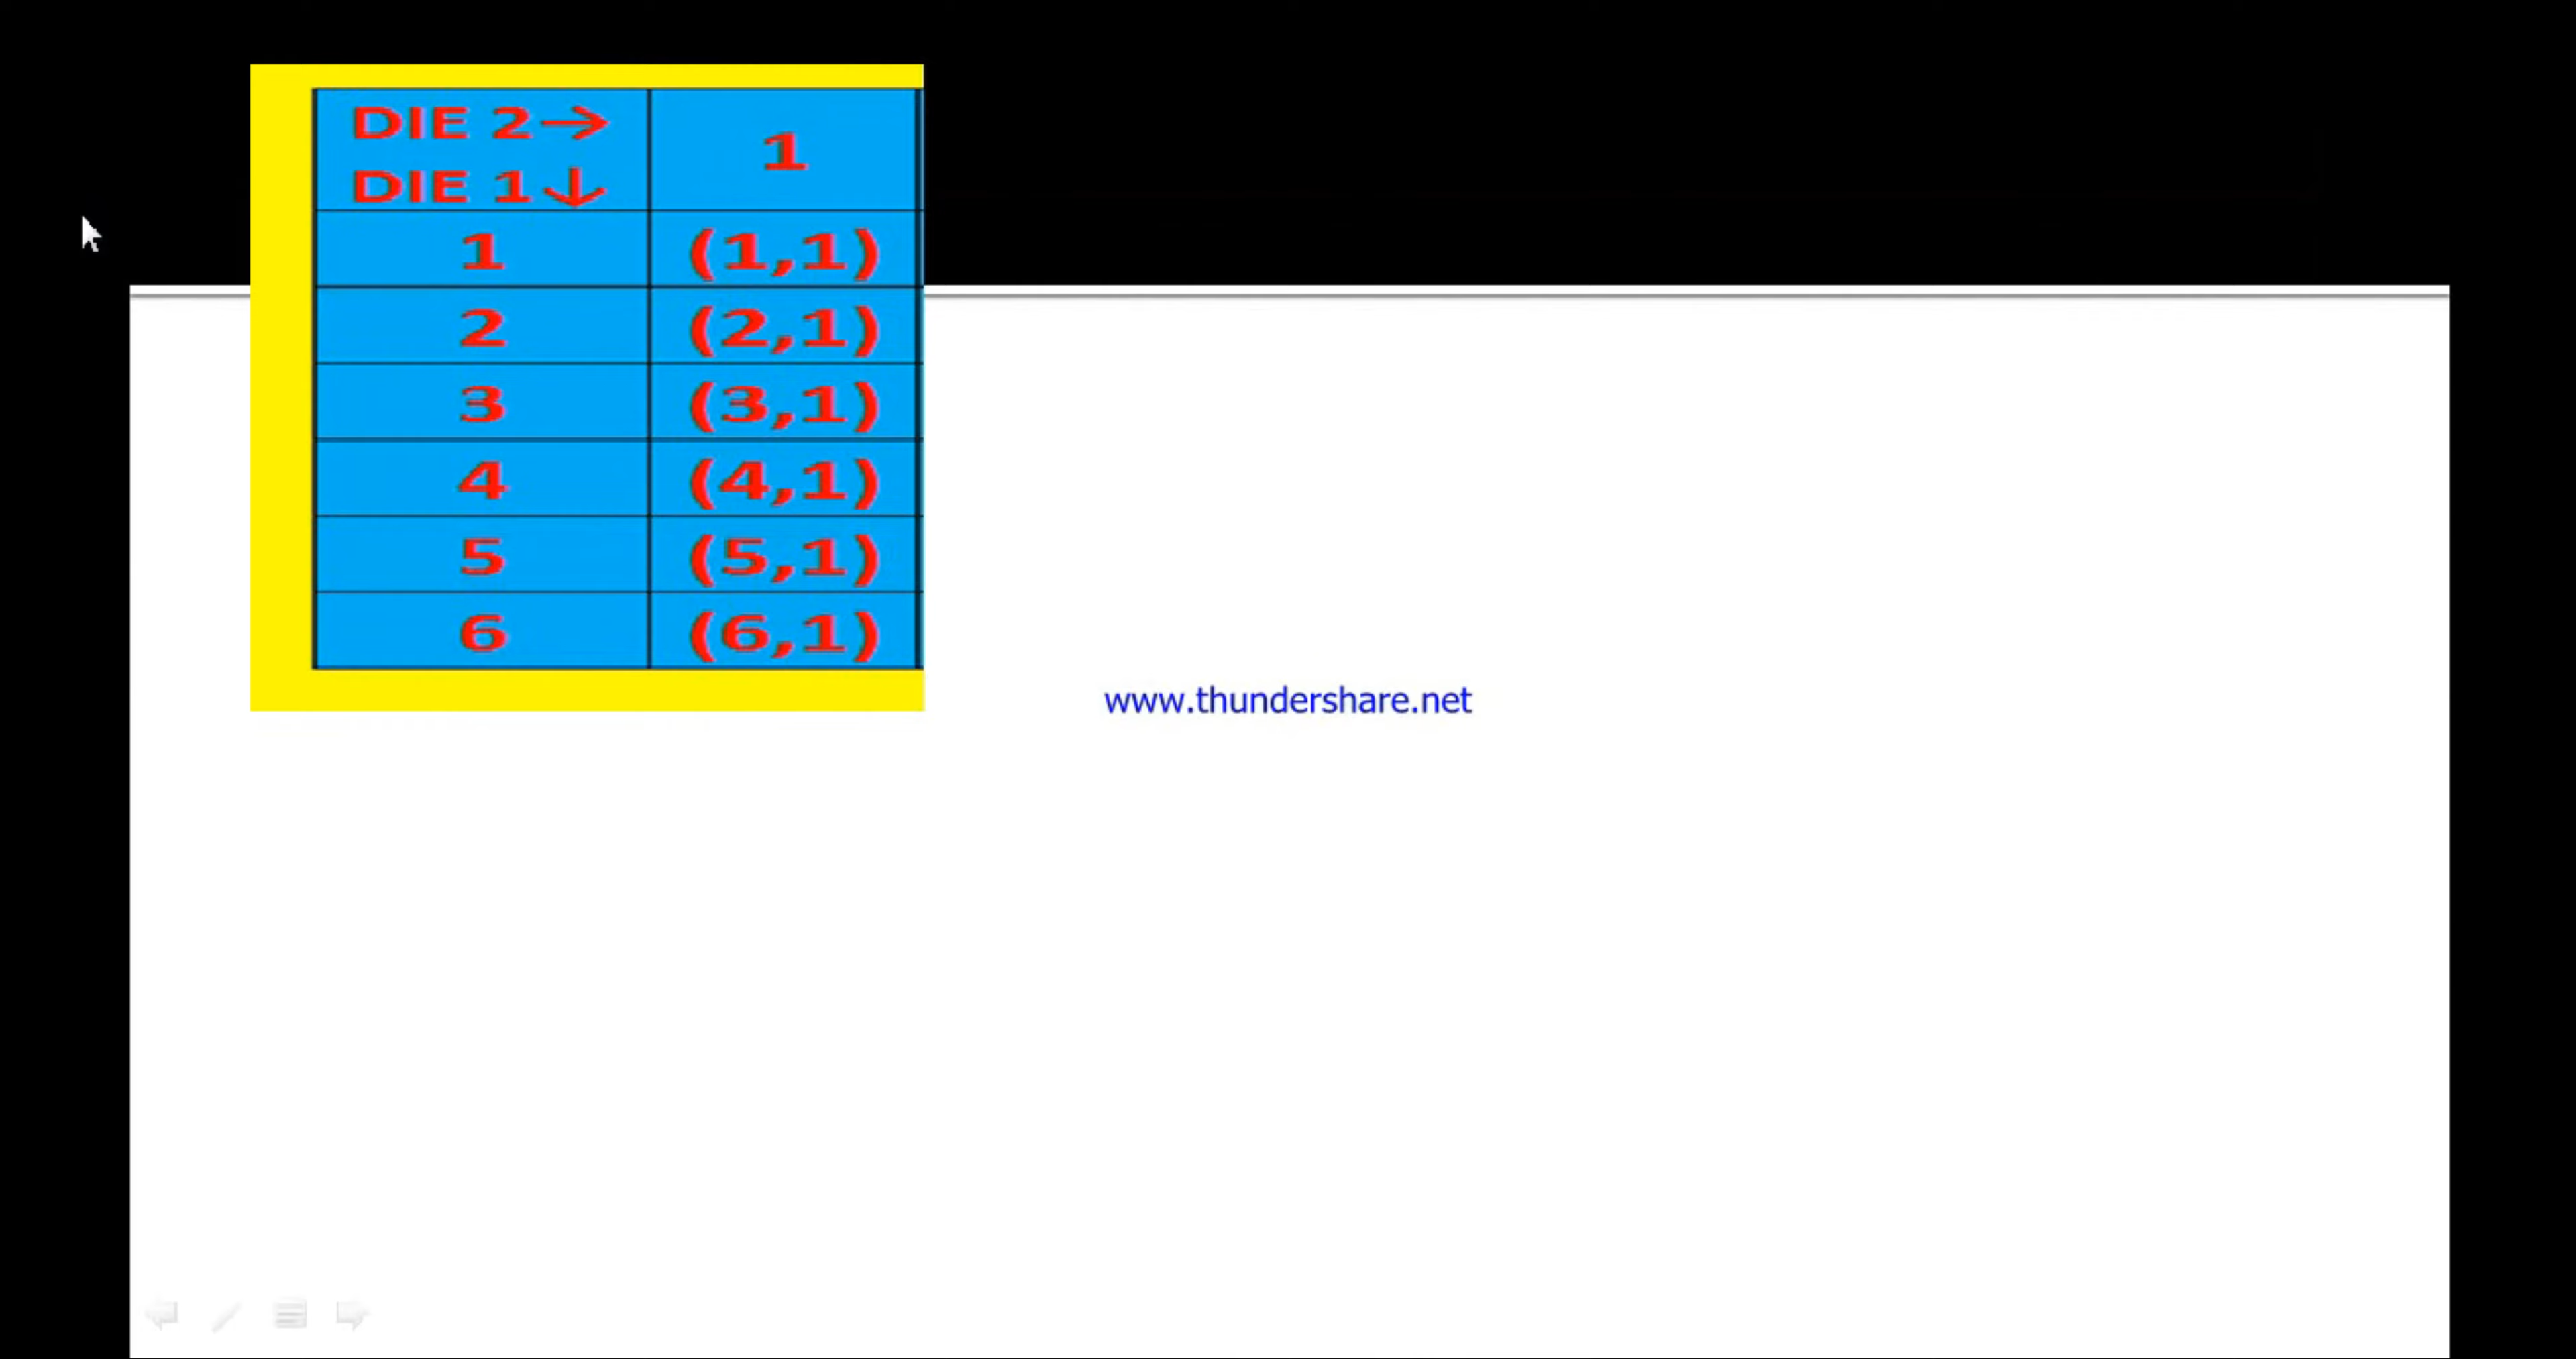 DIE 2→ 1
DIE 1↓
1 (1,1)
2 (2,1)
3 (3,1)
4 (4,1)
5 (5,1)
6 (6,1)
www.thundershare.net